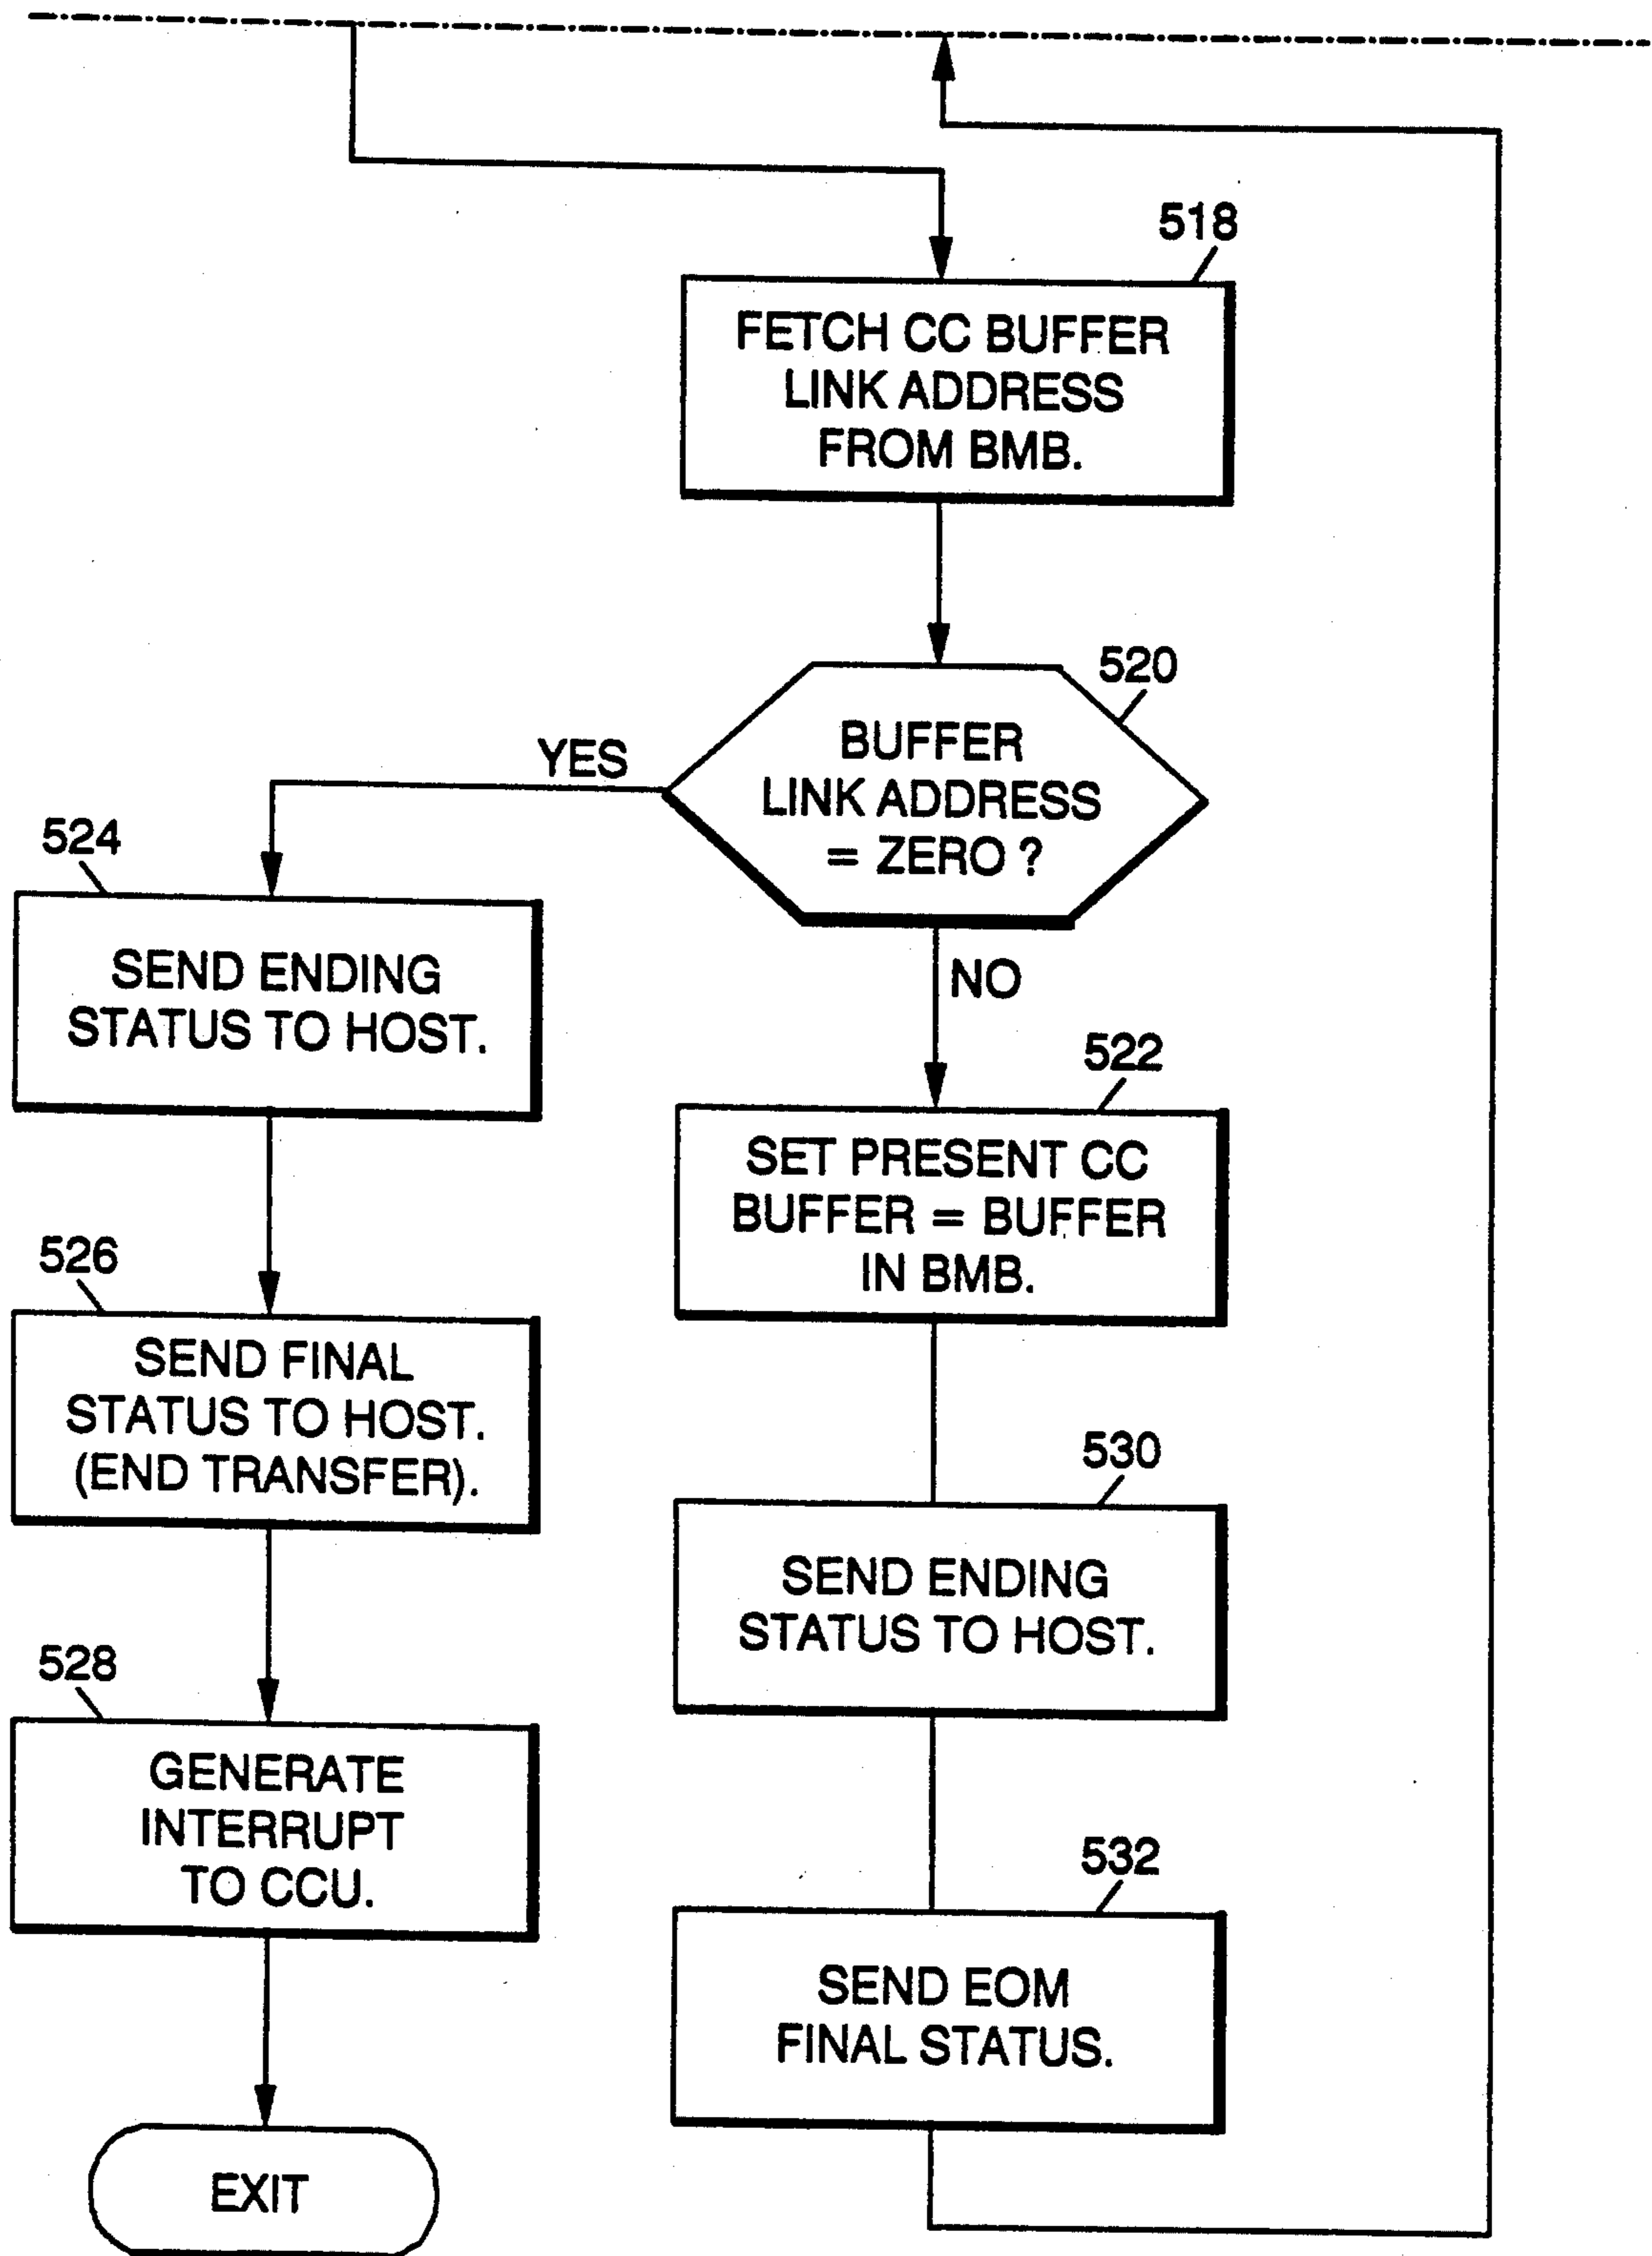 518
FETCH CC BUFFER
LINK ADDRESS
FROM BMB.
520
BUFFER
LINK ADDRESS
= ZERO ?
YES
NO
524
SEND ENDING
STATUS TO HOST.
522
SET PRESENT CC
BUFFER = BUFFER
IN BMB.
526
SEND FINAL
STATUS TO HOST.
(END TRANSFER).
530
SEND ENDING
STATUS TO HOST.
528
GENERATE
INTERRUPT
TO CCU.
532
SEND EOM
FINAL STATUS.
EXIT